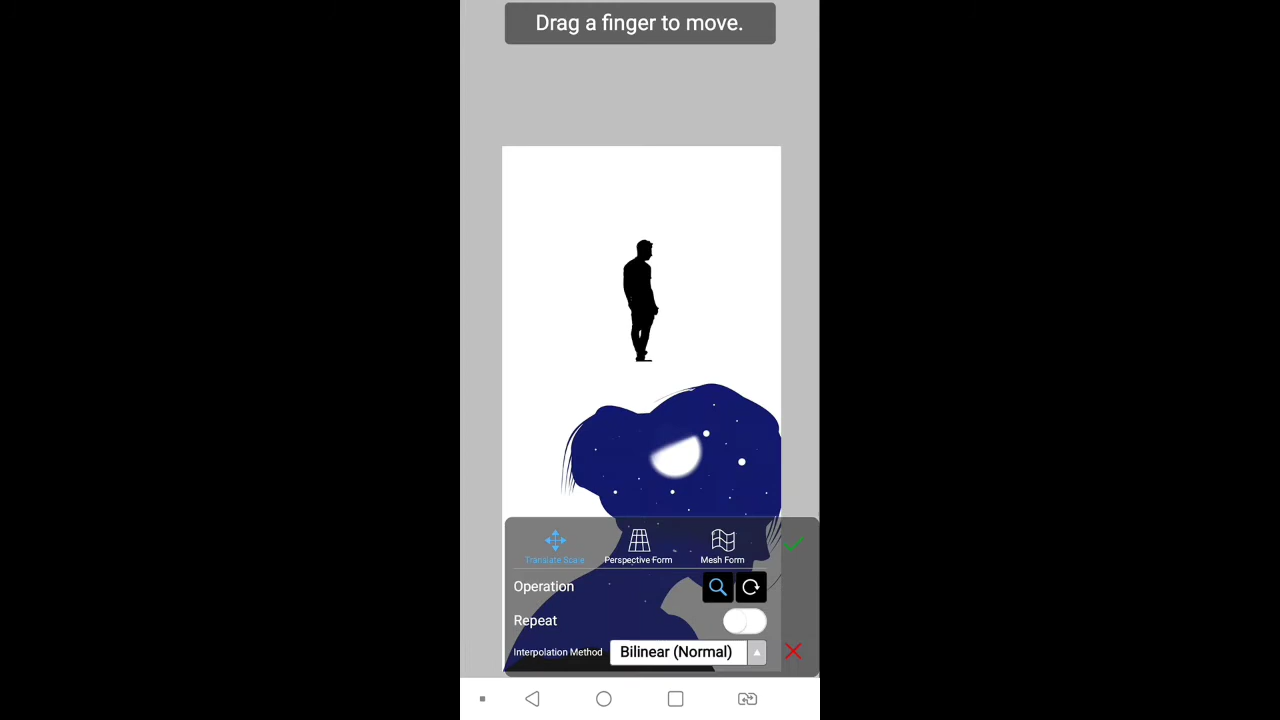 Drag a finger to move.
Translate Scale Perspective Form Mesh Form
Operation
Repeat
Interpolation Method Bilinear (Normal)